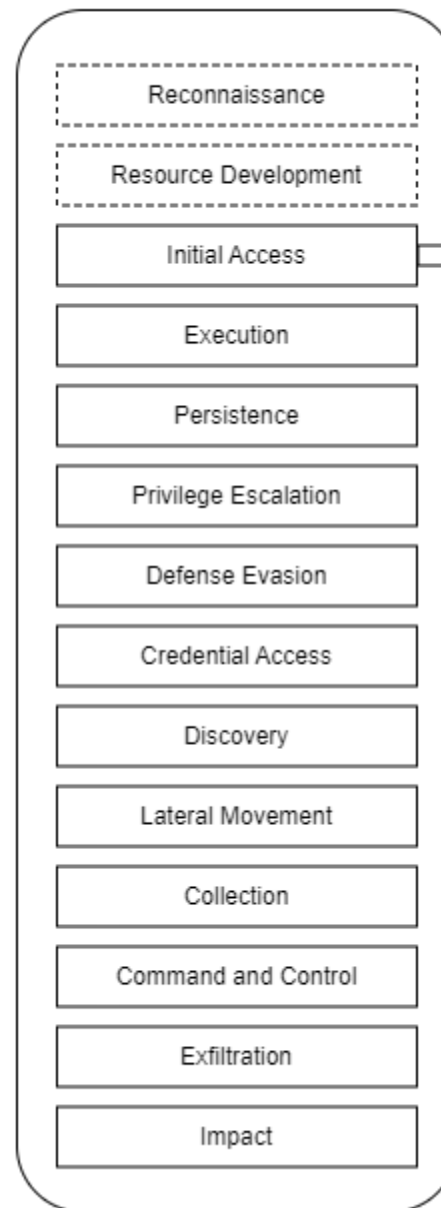 Reconnaissance
Resource Development
Initial Access
Execution
Persistence
Privilege Escalation
Defense Evasion
Credential Access
Discovery
Lateral Movement
Collection
Command and Control
Exfiltration
Impact